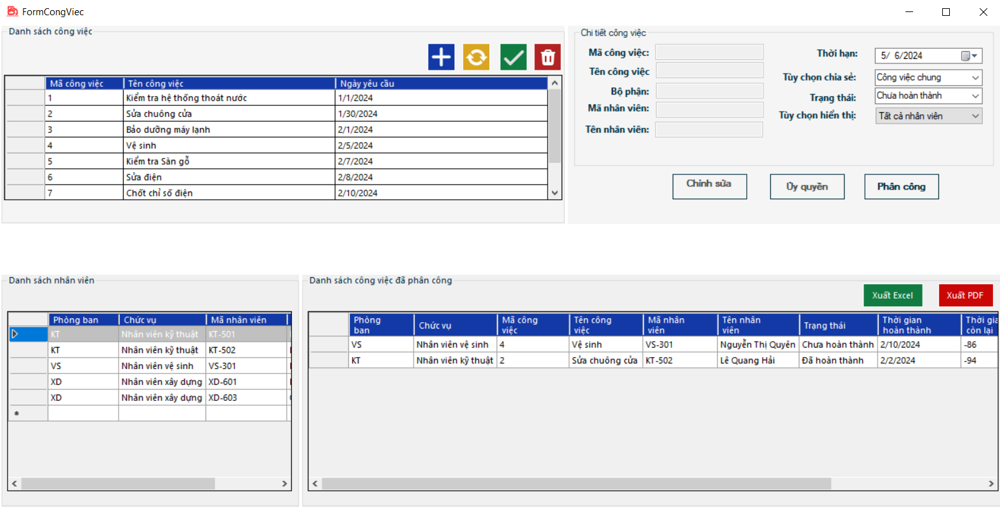 FormCongViec
Danh sách công việc
Mã công việc Tên công việc Ngày yêu cầu
1 Kiểm tra hệ thống thoát nước 1/1/2024
2 Sửa chuông cửa 1/30/2024
3 Bảo dưỡng máy lạnh 2/1/2024
4 Vệ sinh 2/5/2024
5 Kiểm tra Sàn gỗ 2/7/2024
6 Sửa điện 2/8/2024
7 Chốt chỉ số điện 2/10/2024
Chi tiết công việc
Mã công việc:
Tên công việc
Bộ phận:
Mã nhân viên:
Tên nhân viên:
Thời hạn: 5/ 6/2024
Tùy chọn chia sẻ: Công việc chung
Trạng thái: Chưa hoàn thành
Tùy chọn hiển thị: Tất cả nhân viên
Chỉnh sửa Ủy quyền Phân công
Danh sách nhân viên
Phòng ban Chức vụ Mã nhân viên
KT Nhân viên kỹ thuật KT-501
KT Nhân viên kỹ thuật KT-502
VS Nhân viên vệ sinh VS-301
XD Nhân viên xây dựng XD-601
XD Nhân viên xây dựng XD-603
Danh sách công việc đã phân công
Xuất Excel Xuất PDF
Phòng ban Chức vụ Mã công việc Tên công việc Mã nhân viên Tên nhân viên Trạng thái Thời gian hoàn thành Thời còn lại
VS Nhân viên vệ sinh 4 Vệ sinh VS-301 Nguyễn Thị Quyên Chưa hoàn thành 2/10/2024 -86
KT Nhân viên kỹ thuật 2 Sửa chuông cửa KT-502 Lê Quang Hải Đã hoàn thành 2/2/2024 -94